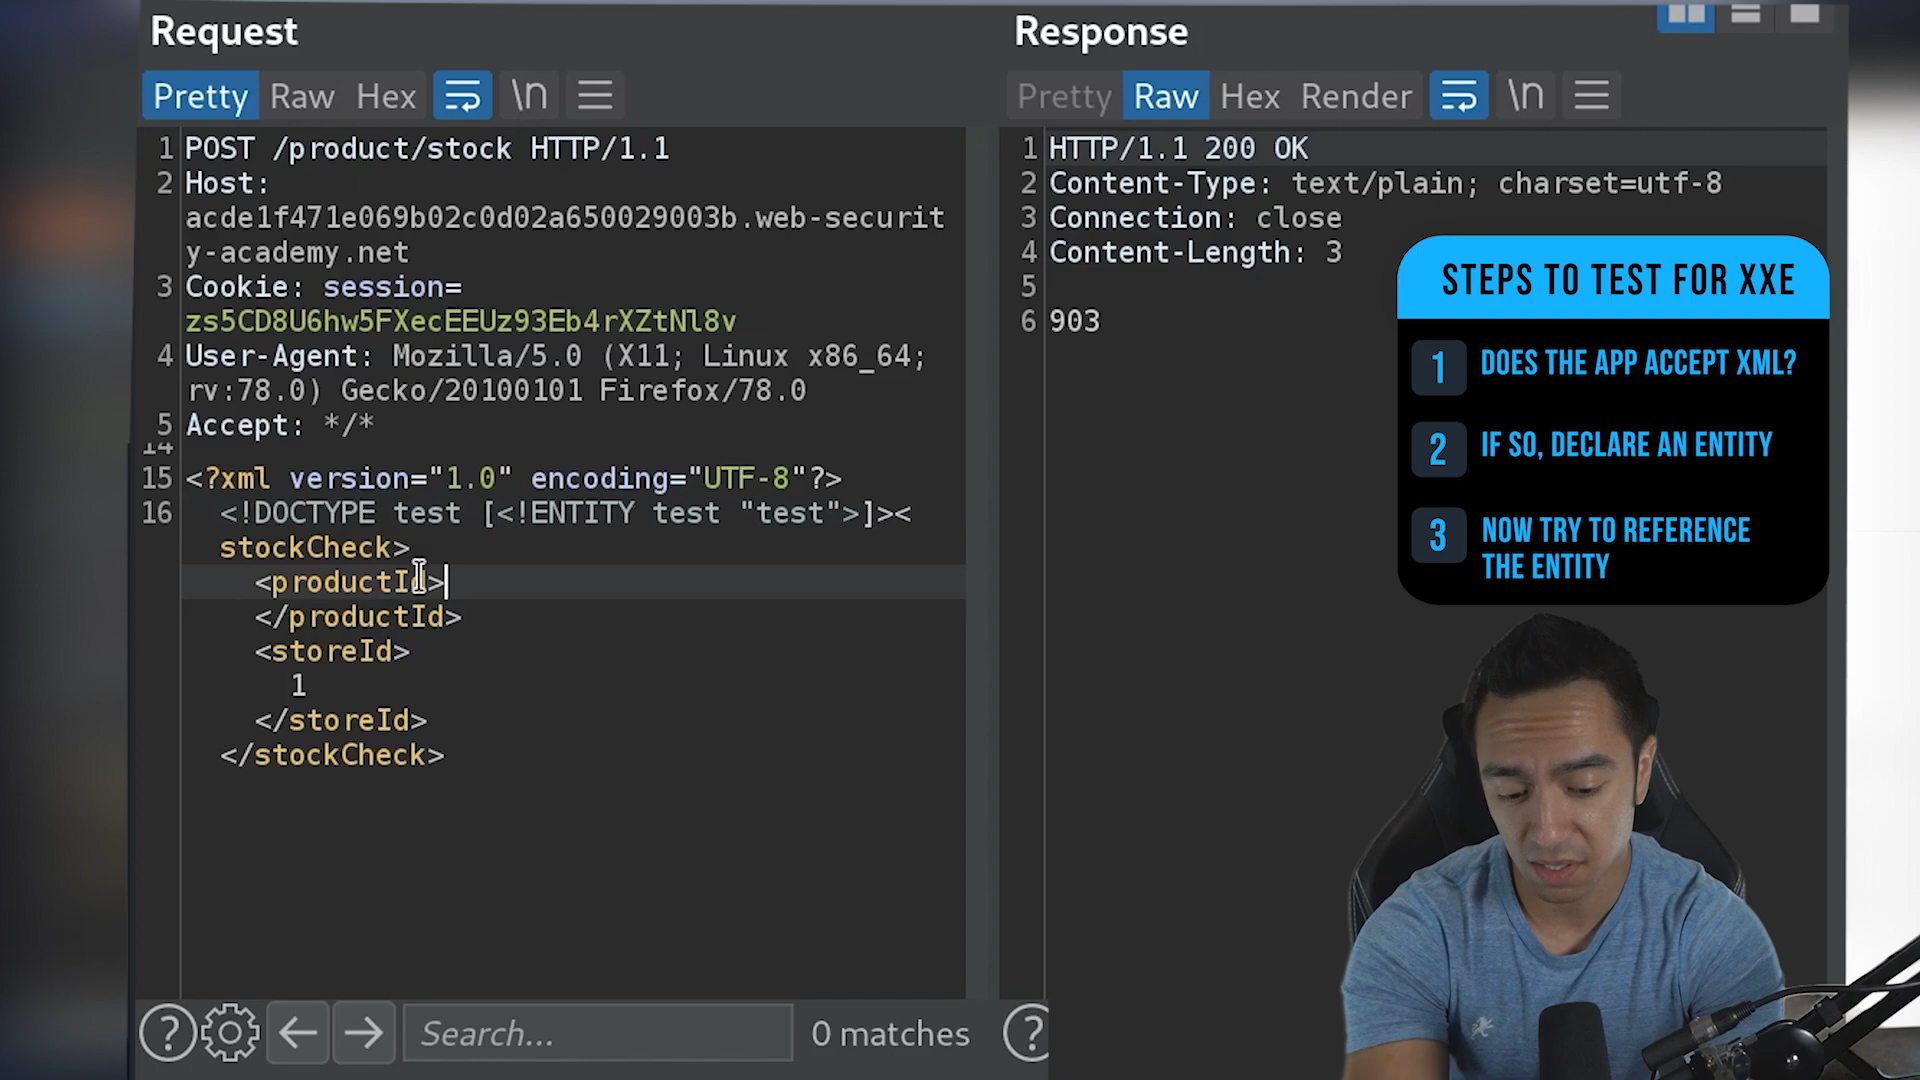 Request
Pretty Raw Hex \n
1 POST /product/stock HTTP/1.1
2 Host:
acde1f471e069b02c0d02a650029003b.web-securit
y-academy.net
3 Cookie: session=
zs5CD8U6hw5FXecEEUz93Eb4rXZtNl8v
4 User-Agent: Mozilla/5.0 (X11; Linux x86_64;
rv:78.0) Gecko/20100101 Firefox/78.0
5 Accept: */*
14
15 <?xml version="1.0" encoding="UTF-8"?>
16 <!DOCTYPE test [<!ENTITY test "test">]><
stockCheck>
<productId>
</productId>
<storeId>
1
</storeId>
</stockCheck>
? Search... 0 matches
Response
Pretty Raw Hex Render \n
1 HTTP/1.1 200 OK
2 Content-Type: text/plain; charset=utf-8
3 Connection: close
4 Content-Length: 3
5
6 903
?
STEPS TO TEST FOR XXE
1 DOES THE APP ACCEPT XML?
2 IF SO, DECLARE AN ENTITY
3 NOW TRY TO REFERENCE
THE ENTITY